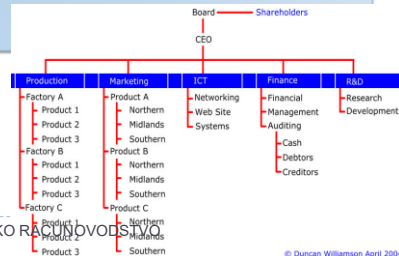 Board Shareholders
CEO
Production Marketing ICT Finance R&D
Factory A Product A Networking Financial Research
Product 1 Northern Web Site Management Development
Product 2 Midlands Systems Auditing
Product 3 Southern Cash
Factory B Product B Debtors
Product 1 Northern Creditors
Product 2 Midlands
Product 3 Southern
Factory C Product C
Product 1 Northern
KO RAČUNOVODSTVO
Product 2 Midlands
Product 3 Southern
© Duncan Williamson April 200